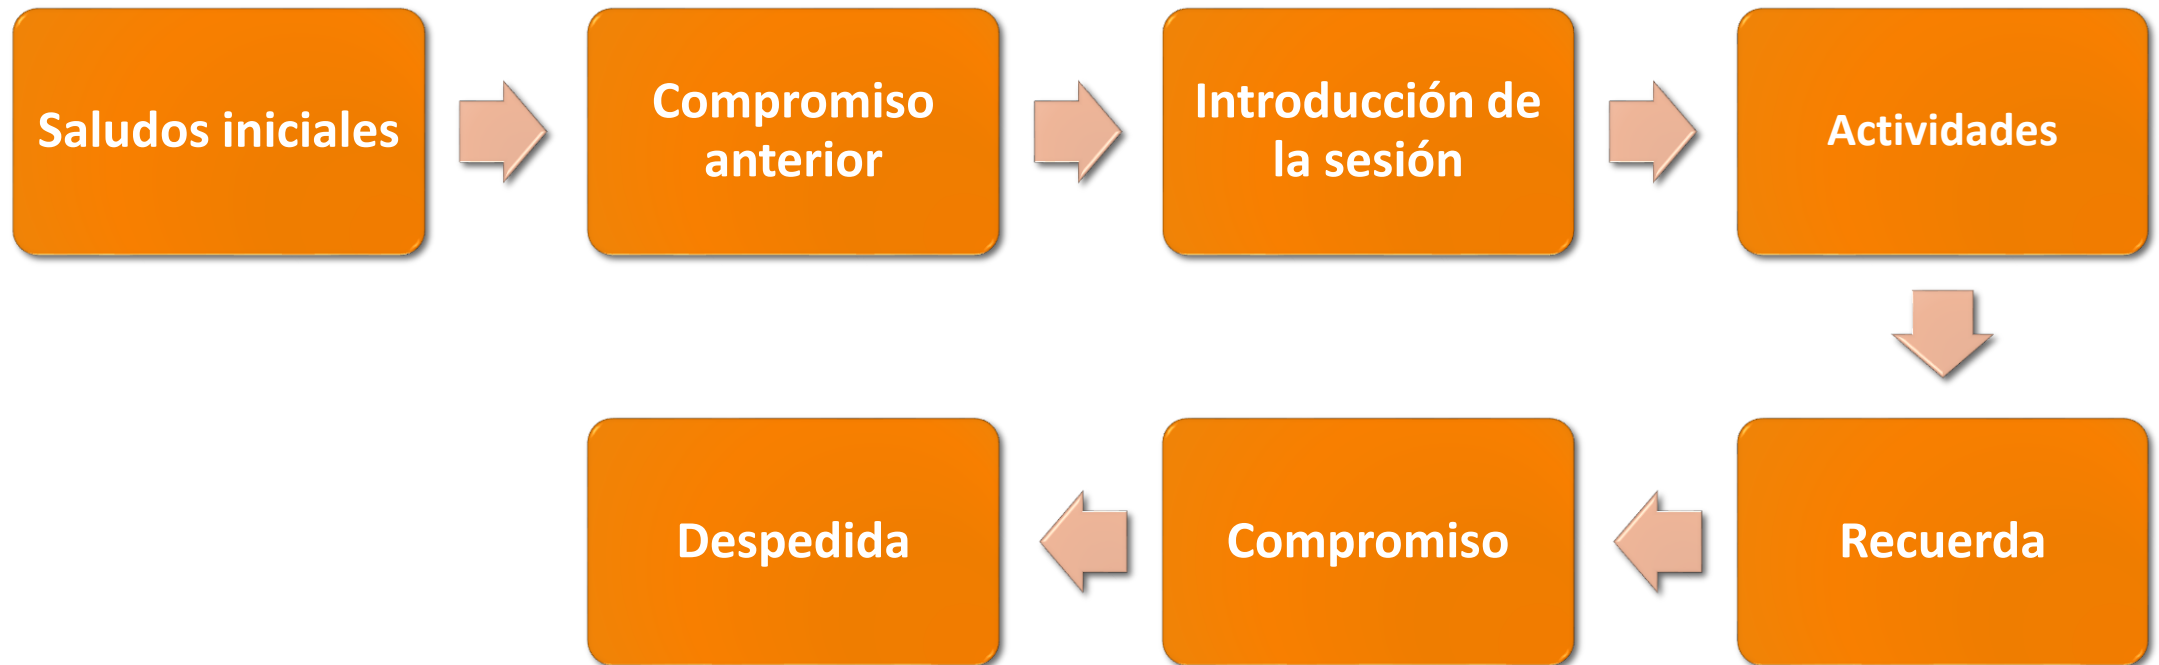 Saludos iniciales
Compromiso
anterior
Introducción de
la sesión
Actividades
Recuerda
Compromiso
Despedida